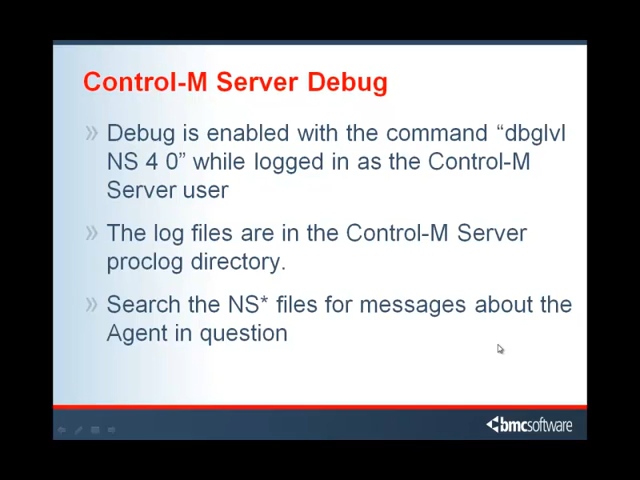 Control-M Server Debug
» Debug is enabled with the command “dbglvl
NS 4 0” while logged in as the Control-M
Server user
» The log files are in the Control-M Server
proclog directory.
» Search the NS* files for messages about the
Agent in question
bmcsoftware